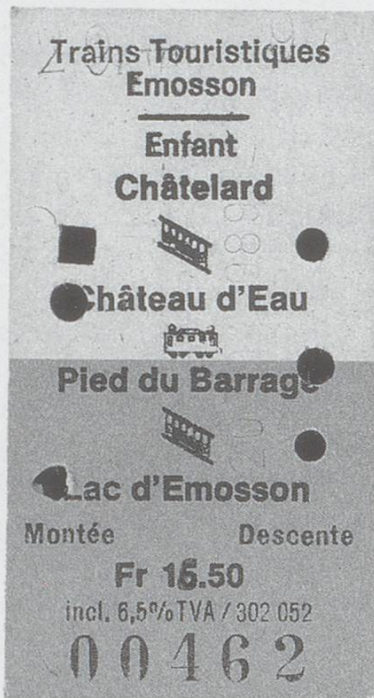 Trains Touristiques
Emosson
Enfant
Châtelard
Château d'Eau
Pied du Barrage
Lac d'Emosson
Montée Descente
Fr 16.50
incl. 6,5% TVA / 302 052
00462